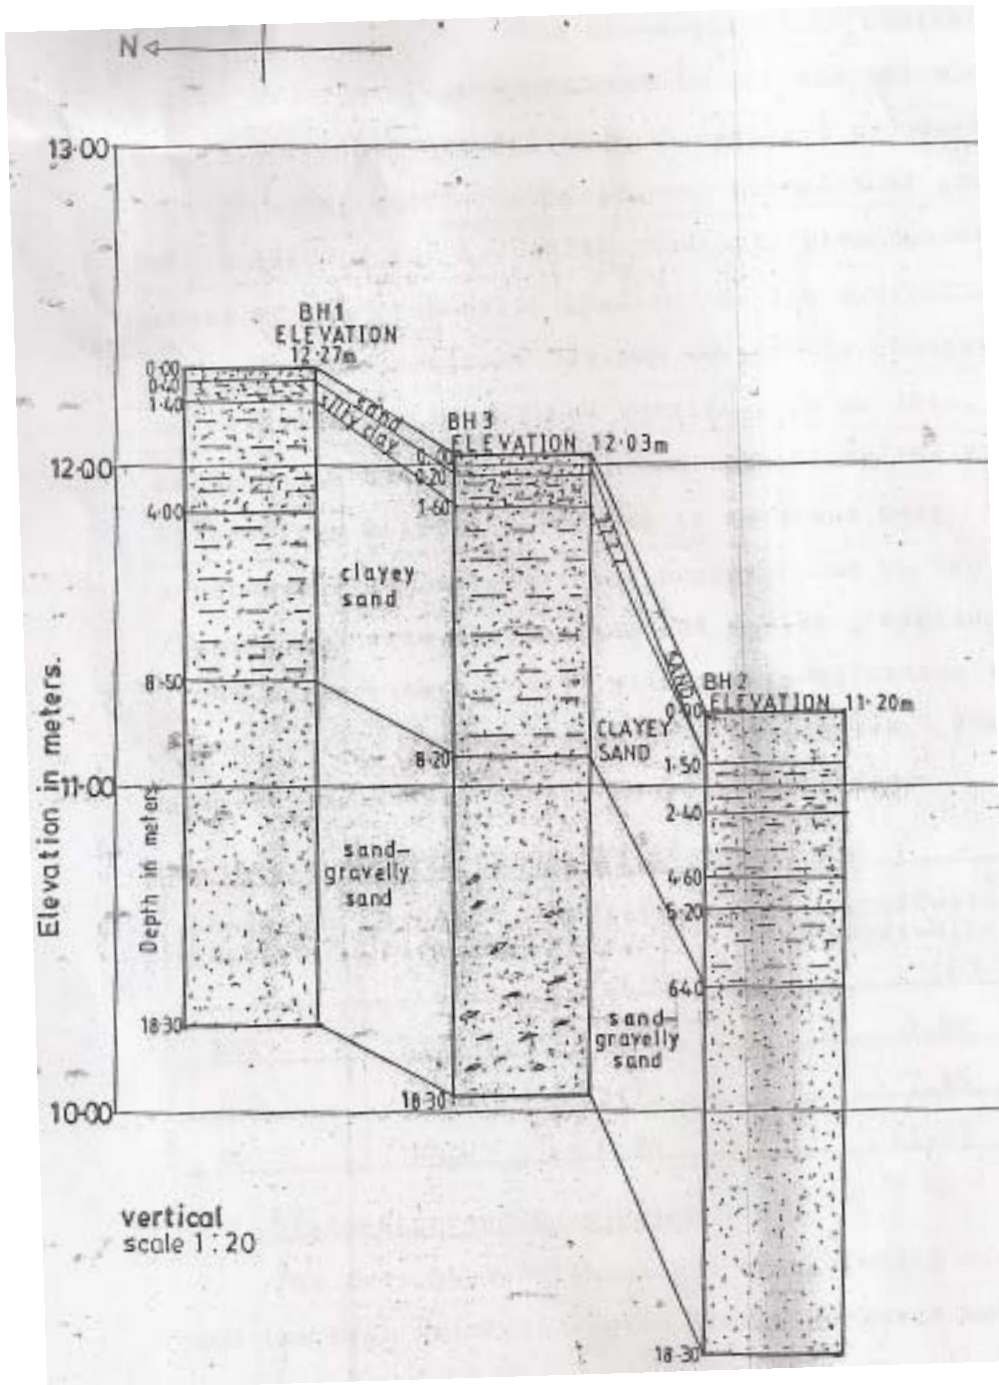 N
13·00
BH1
ELEVATION
12·27m
0·00
0·40
1·40
sand
silty clay
BH3
ELEVATION 12·03m
12·00
0·20
1·60
4·00
clayey
sand
SAND
BH2
ELEVATION 11·20m
0·00
8·50
CLAYEY
SAND
8·20
1·50
11·00
2·40
Elevation in meters.
Depth in meters
sand–
gravelly
sand
4·60
5·20
6·40
sand–
gravelly
sand
18·30
18·30
10·00
vertical
scale 1:20
18·30